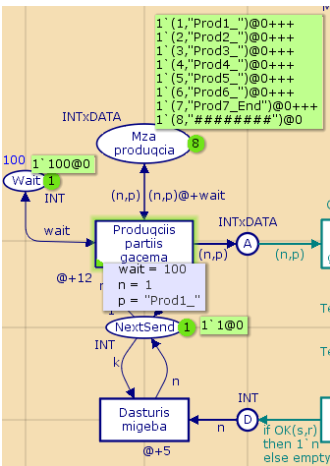 1`(1,"Prod1_")@0+++
1`(2,"Prod2_")@0+++
1`(3,"Prod3_")@0+++
1`(4,"Prod4_")@0+++
1`(5,"Prod5_")@0+++
1`(6,"Prod6_")@0+++
1`(7,"Prod7_End")@0+++
1`(8,"########")@0
INTxDATA
Mza
produqcia
8
100
1`100@0
Wait
1
INT
(n,p)
(n,p)@+wait
wait
Produqciis
partiis
gacema
INTxDATA
(n,p)
A
(n,p)
@+12
wait = 100
n = 1
p = "Prod1_"
NextSend
1
1`1@0
INT
k
n
Dasturis
migeba
INT
n
D
if OK(s,r)
then 1`n
else empty
@+5